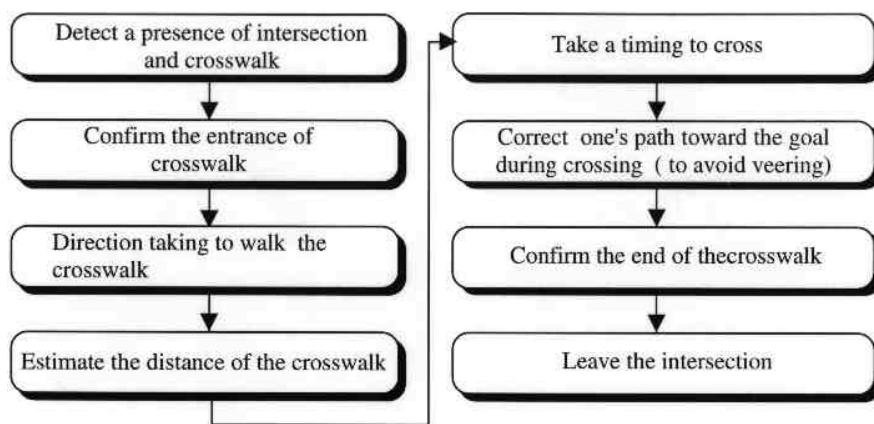 Detect a presence of intersection
and crosswalk
Confirm the entrance of
crosswalk
Direction taking to walk the
crosswalk
Estimate the distance of the crosswalk
Take a timing to cross
Correct one's path toward the goal
during crossing ( to avoid veering)
Confirm the end of thecrosswalk
Leave the intersection